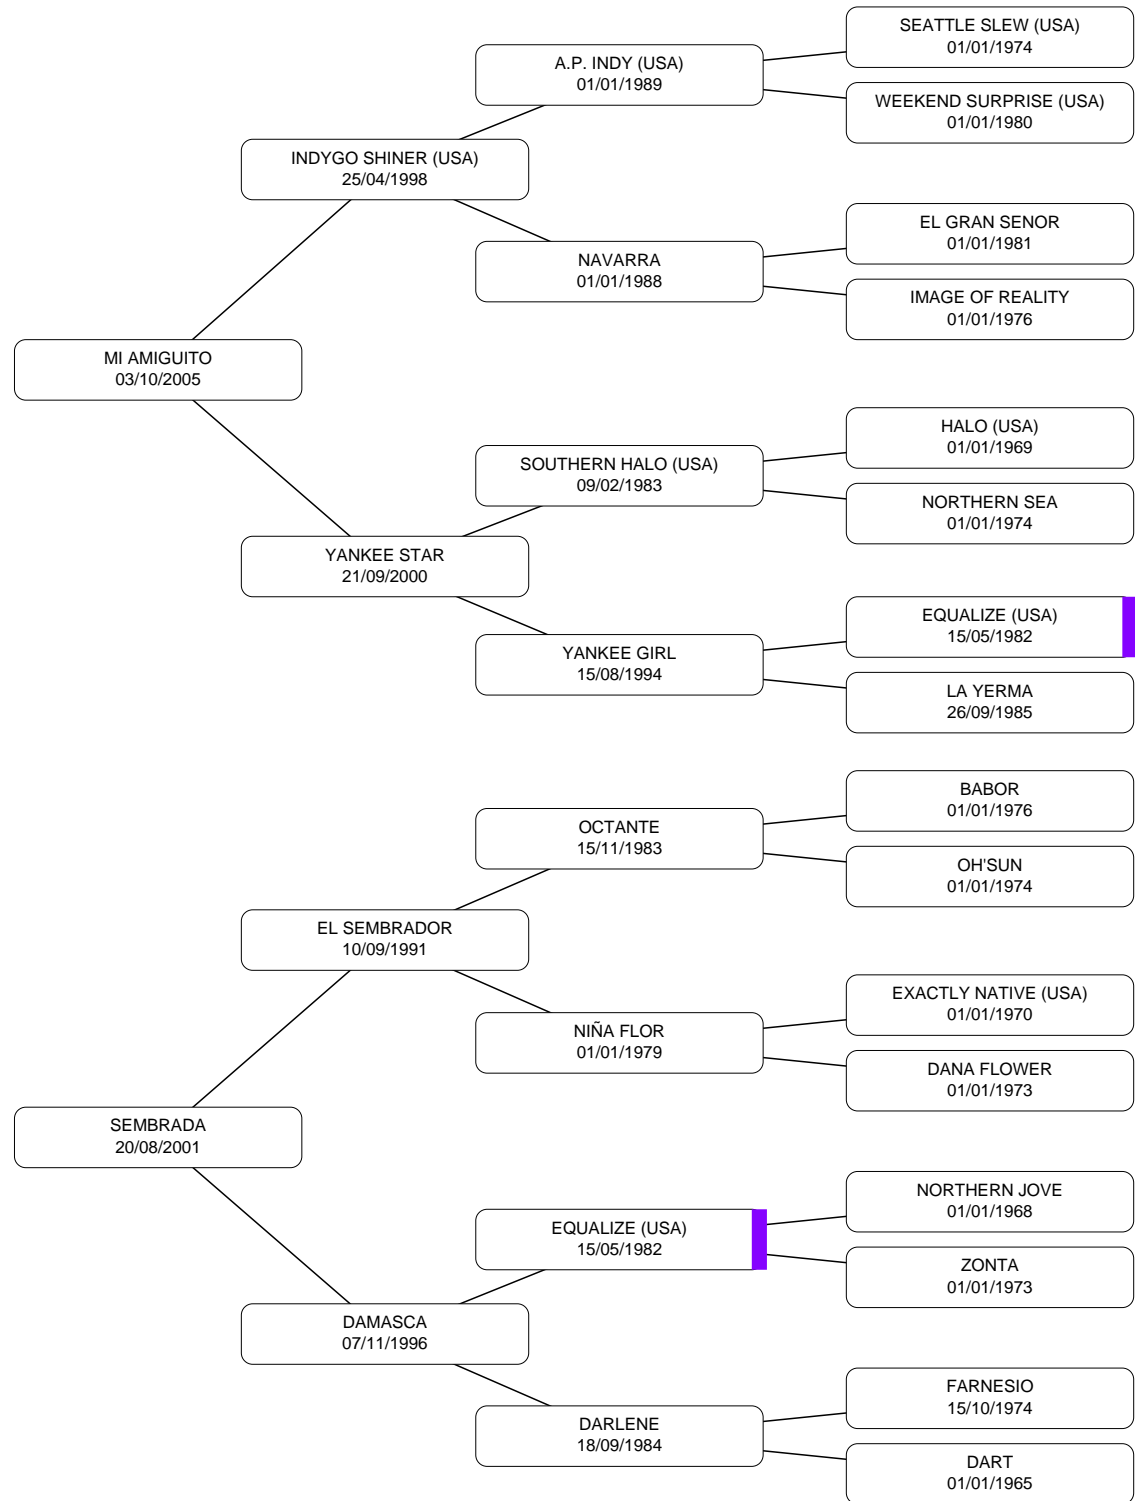 SEATTLE SLEW (USA)
01/01/1974
A.P. INDY (USA)
01/01/1989
WEEKEND SURPRISE (USA)
01/01/1980
INDYGO SHINER (USA)
25/04/1998
EL GRAN SENOR
01/01/1981
NAVARRA
01/01/1988
IMAGE OF REALITY
01/01/1976
MI AMIGUITO
03/10/2005
HALO (USA)
01/01/1969
SOUTHERN HALO (USA)
09/02/1983
NORTHERN SEA
01/01/1974
YANKEE STAR
21/09/2000
EQUALIZE (USA)
15/05/1982
YANKEE GIRL
15/08/1994
LA YERMA
26/09/1985
BABOR
01/01/1976
OCTANTE
15/11/1983
OH'SUN
01/01/1974
EL SEMBRADOR
10/09/1991
EXACTLY NATIVE (USA)
01/01/1970
NIÑA FLOR
01/01/1979
DANA FLOWER
01/01/1973
SEMBRADA
20/08/2001
NORTHERN JOVE
01/01/1968
EQUALIZE (USA)
15/05/1982
ZONTA
01/01/1973
DAMASCA
07/11/1996
FARNESIO
15/10/1974
DARLENE
18/09/1984
DART
01/01/1965